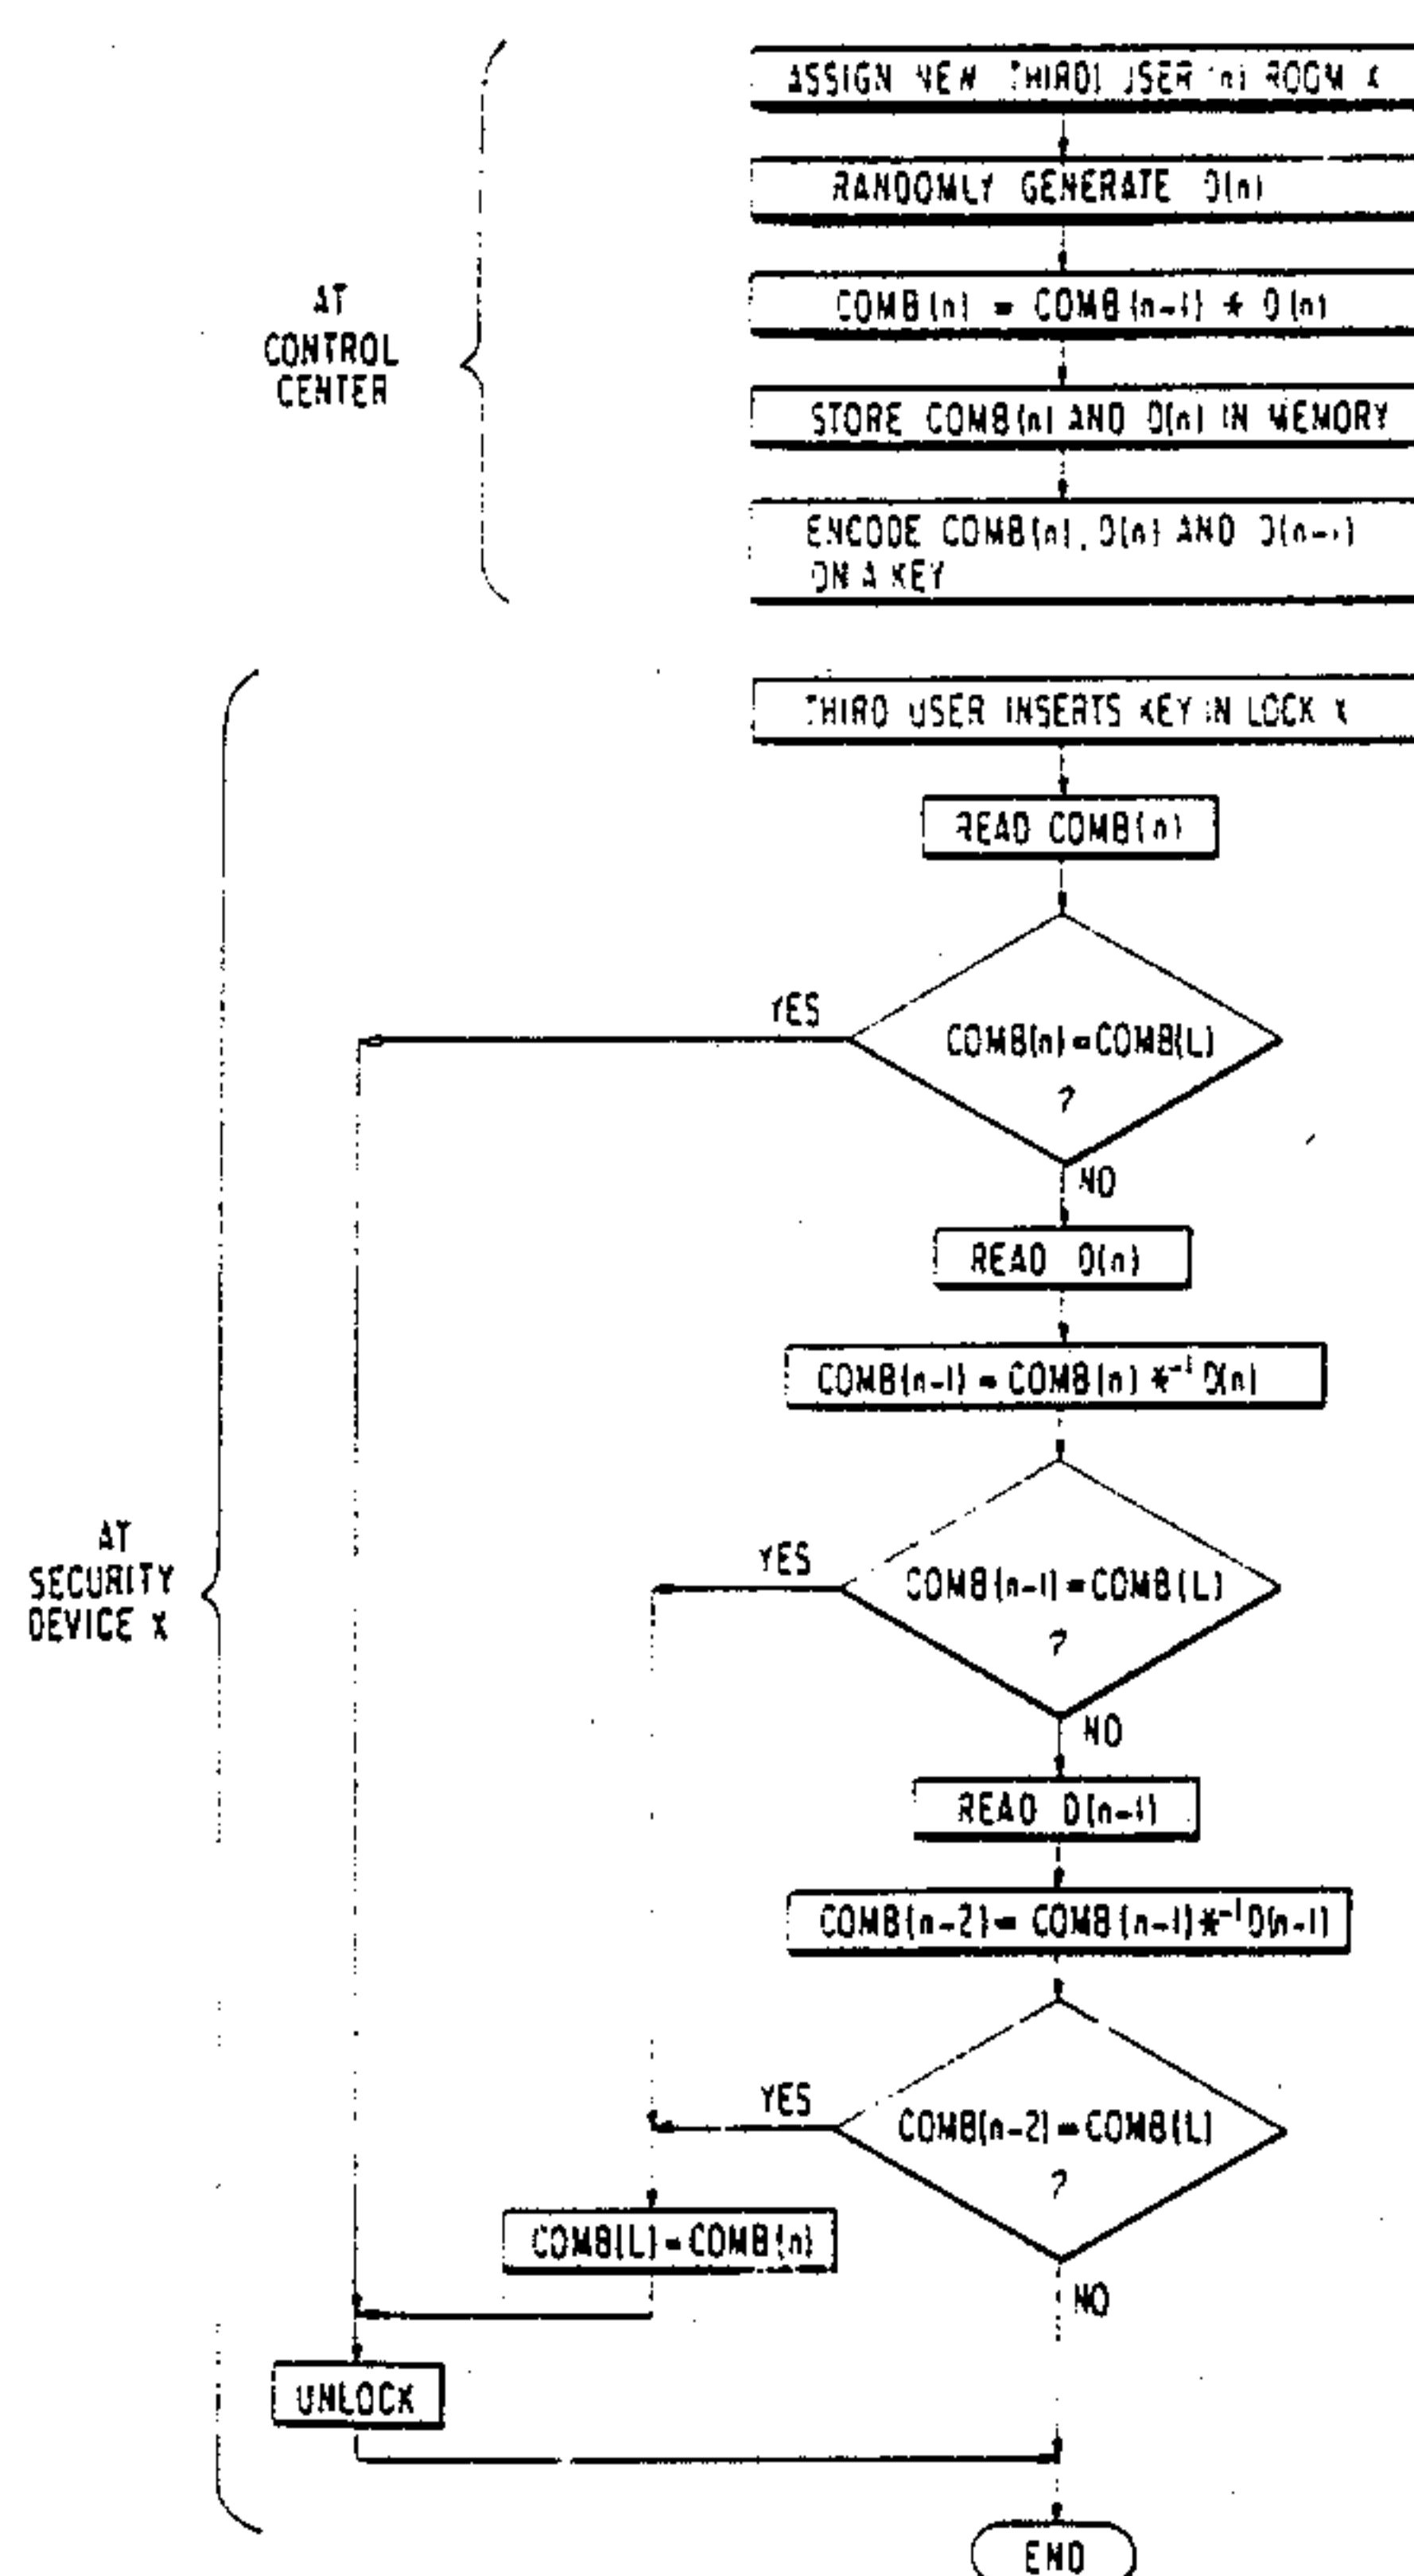 ASSIGN NEW (THIRD) USER (n) ROOM X
RANDOMLY GENERATE D(n)
AT
CONTROL
CENTER
COMB(n) = COMB(n-1) * D(n)
STORE COMB(n) AND D(n) IN MEMORY
ENCODE COMB(n), D(n) AND D(n-1)
ON A KEY
THIRD USER INSERTS KEY IN LOCK X
READ COMB(n)
YES
COMB(n)=COMB(L)
?
NO
READ D(n)
COMB(n-1) = COMB(n) *⁻¹ D(n)
AT
SECURITY
DEVICE X
YES
COMB(n-1)=COMB(L)
?
NO
READ D(n-1)
COMB(n-2)= COMB(n-1)*⁻¹D(n-1)
YES
COMB(n-2)=COMB(L)
?
COMB(L)=COMB(n)
NO
UNLOCK
END